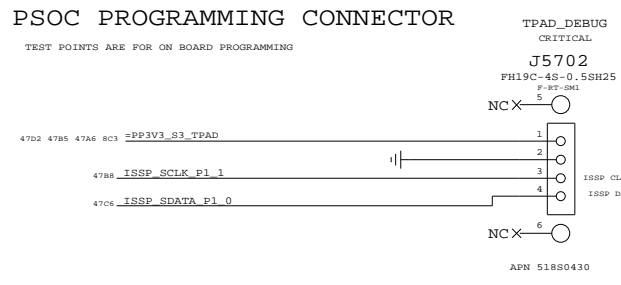 PSOC PROGRAMMING CONNECTOR
TEST POINTS ARE FOR ON BOARD PROGRAMMING
TPAD_DEBUG
CRITICAL
J5702
FH19C-4S-0.5SH25
F-RT-SM1
NC 5
47D2 47B5 47A6 8C3 =PP3V3_S3_TPAD 1
2
47B8 ISSP_SCLK_P1_1 3 ISSP CL
47C6 ISSP_SDATA_P1_0 4 ISSP D
NC 6
APN 518S0430